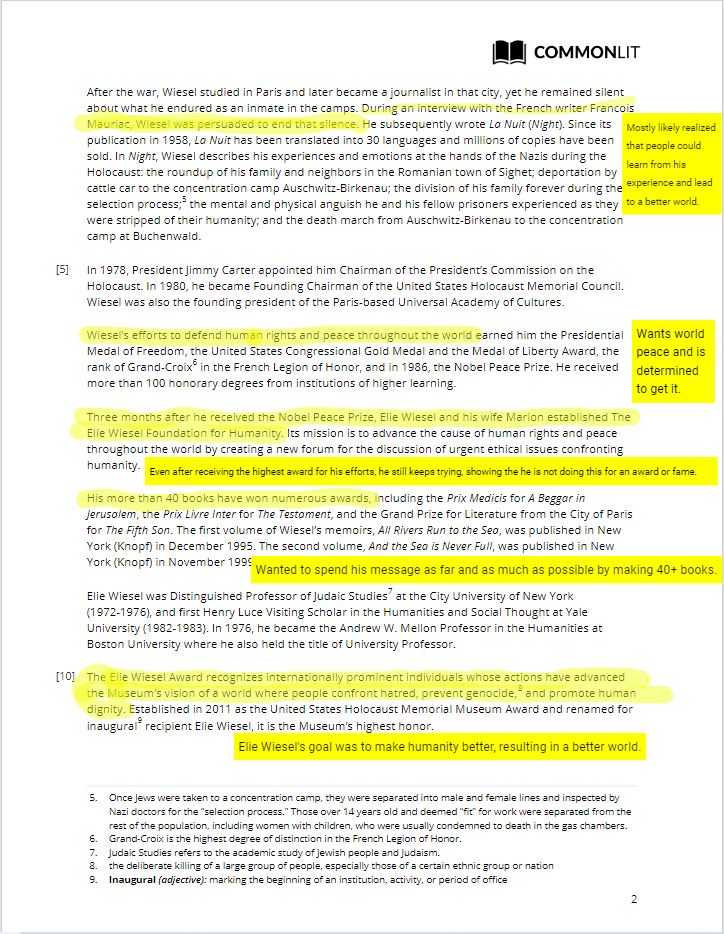 COMMONLIT
After the war, Wiesel studied in Paris and later became a journalist in that city, yet he remained silent
about what he endured as an inmate in the camps. During an interview with the French writer Francois
Mauriac, Wiesel was persuaded to end that silence. He subsequently wrote La Nuit (Night). Since its
publication in 1958, La Nuit has been translated into 30 languages and millions of copies have been
sold. In Night, Wiesel describes his experiences and emotions at the hands of the Nazis during the
Holocaust: the roundup of his family and neighbors in the Romanian town of Sighet; deportation by
cattle car to the concentration camp Auschwitz-Birkenau; the division of his family forever during the
selection process;5 the mental and physical anguish he and his fellow prisoners experienced as they
were stripped of their humanity; and the death march from Auschwitz-Birkenau to the concentration
camp at Buchenwald.
Mostly likely realized
that people could
learn from his
experience and lead
to a better world.
[5] In 1978, President Jimmy Carter appointed him Chairman of the President's Commission on the
Holocaust. In 1980, he became Founding Chairman of the United States Holocaust Memorial Council.
Wiesel was also the founding president of the Paris-based Universal Academy of Cultures.
Wiesel's efforts to defend human rights and peace throughout the world earned him the Presidential
Medal of Freedom, the United States Congressional Gold Medal and the Medal of Liberty Award, the
rank of Grand-Croix6 in the French Legion of Honor, and in 1986, the Nobel Peace Prize. He received
more than 100 honorary degrees from institutions of higher learning.
Wants world
peace and is
determined
to get it.
Three months after he received the Nobel Peace Prize, Elie Wiesel and his wife Marion established The
Elie Wiesel Foundation for Humanity. Its mission is to advance the cause of human rights and peace
throughout the world by creating a new forum for the discussion of urgent ethical issues confronting
humanity.
Even after receiving the highest award for his efforts, he still keeps trying, showing the he is not doing this for an award or fame.
His more than 40 books have won numerous awards, including the Prix Medicis for A Beggar in
Jerusalem, the Prix Livre Inter for The Testament, and the Grand Prize for Literature from the City of Paris
for The Fifth Son. The first volume of Wiesel's memoirs, All Rivers Run to the Sea, was published in New
York (Knopf) in December 1995. The second volume, And the Sea is Never Full, was published in New
York (Knopf) in November 1999
Wanted to spend his message as far and as much as possible by making 40+ books.
Elie Wiesel was Distinguished Professor of Judaic Studies7 at the City University of New York
(1972-1976), and first Henry Luce Visiting Scholar in the Humanities and Social Thought at Yale
University (1982-1983). In 1976, he became the Andrew W. Mellon Professor in the Humanities at
Boston University where he also held the title of University Professor.
[10] The Elie Wiesel Award recognizes internationally prominent individuals whose actions have advanced
the Museum's vision of a world where people confront hatred, prevent genocide,8 and promote human
dignity. Established in 2011 as the United States Holocaust Memorial Museum Award and renamed for
inaugural9 recipient Elie Wiesel, it is the Museum's highest honor.
Elie Wiesel's goal was to make humanity better, resulting in a better world.
5. Once Jews were taken to a concentration camp, they were separated into male and female lines and inspected by
Nazi doctors for the "selection process." Those over 14 years old and deemed "fit" for work were separated from the
rest of the population, including women with children, who were usually condemned to death in the gas chambers.
6. Grand-Croix is the highest degree of distinction in the French Legion of Honor.
7. Judaic Studies refers to the academic study of Jewish people and Judaism.
8. the deliberate killing of a large group of people, especially those of a certain ethnic group or nation
9. Inaugural (adjective): marking the beginning of an institution, activity, or period of office
2